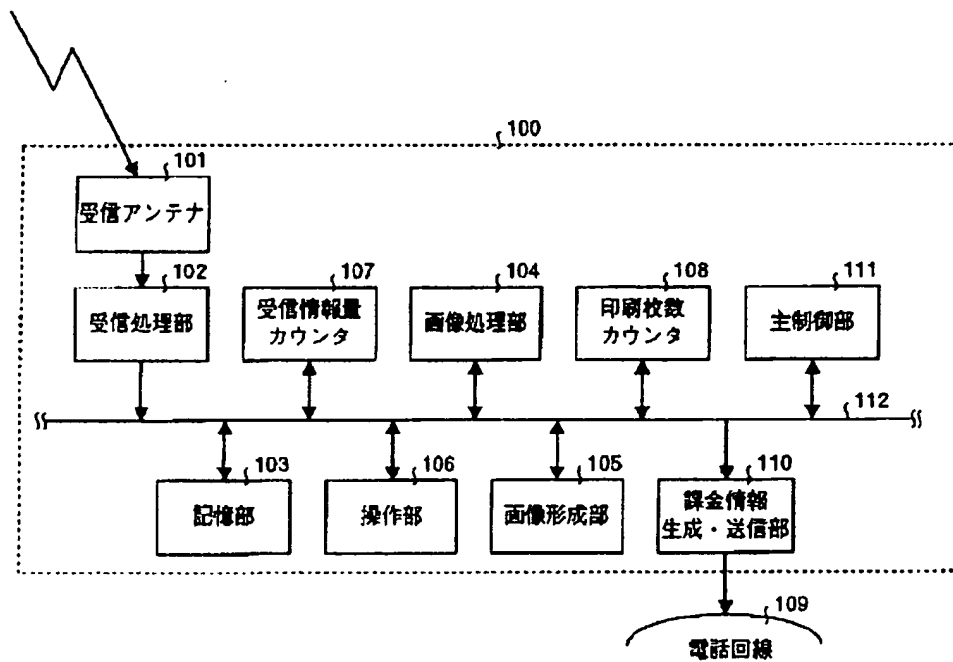 100
101
受信アンテナ
102
受信処理部
107
受信情報量
カウンタ
104
画像処理部
108
印刷枚数
カウンタ
111
主制御部
112
103
記憶部
106
操作部
105
画像形成部
110
課金情報
生成・送信部
109
電話回線